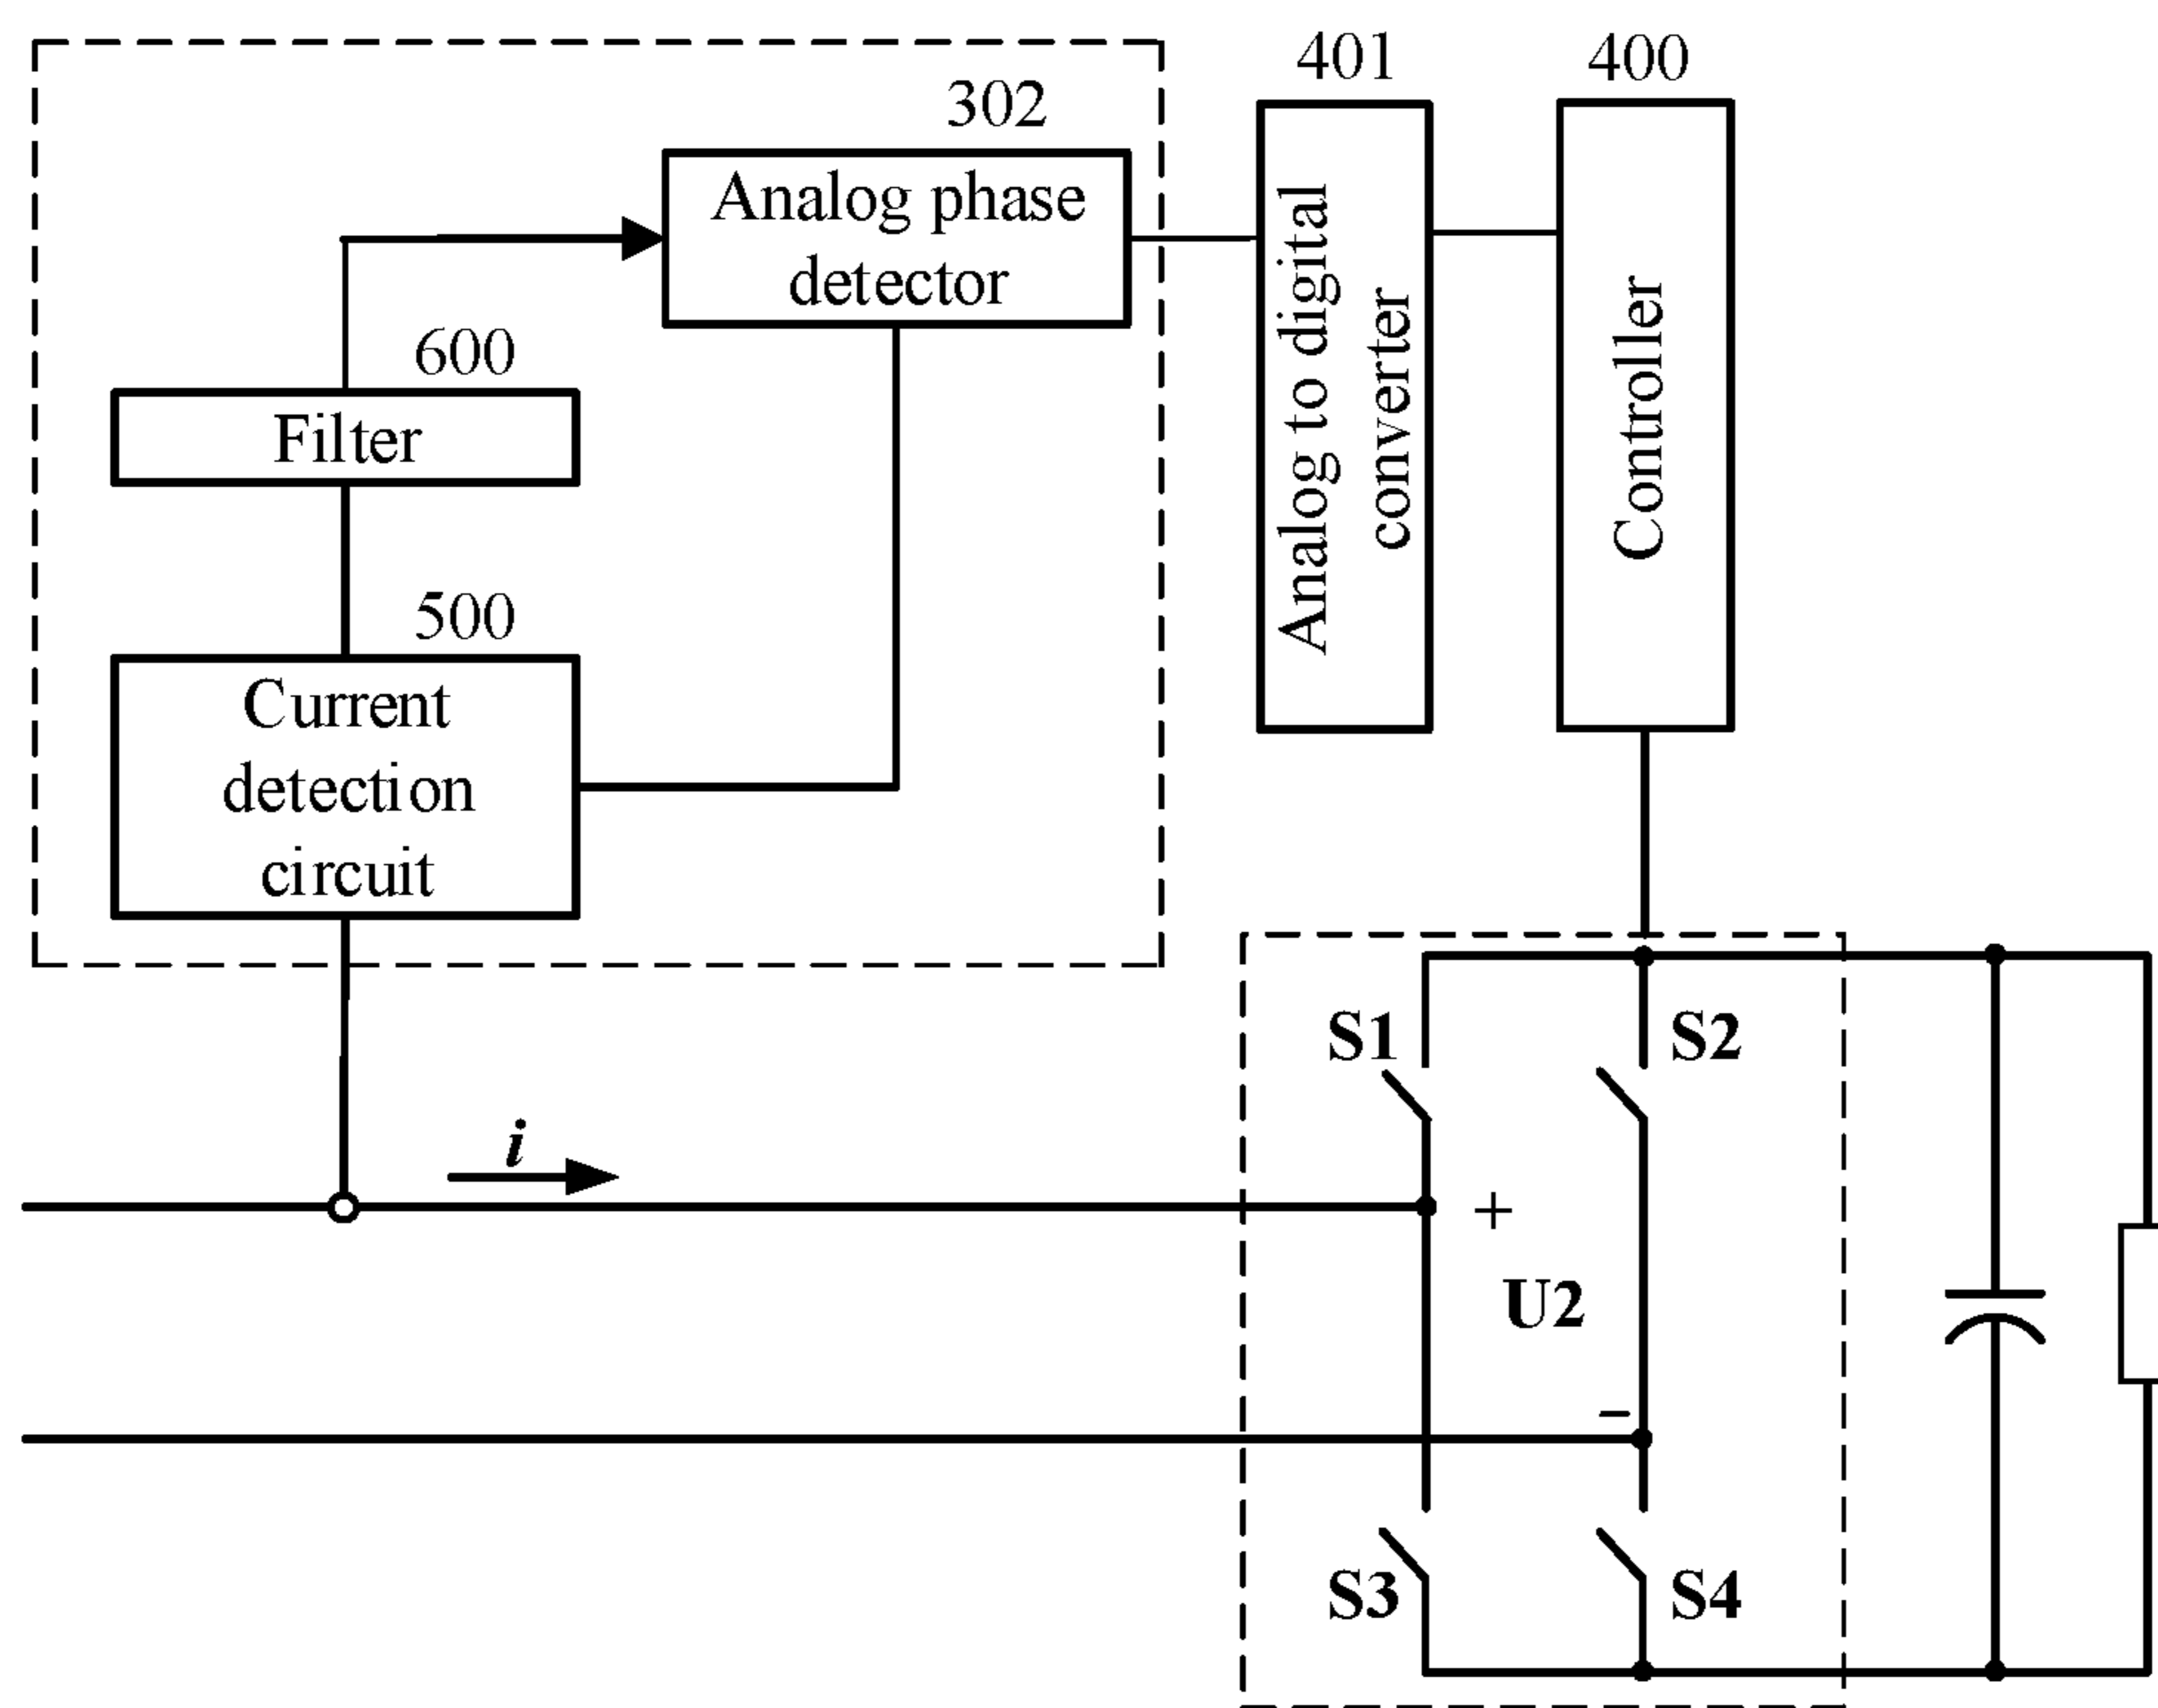 401
400
302
Analog phase
detector
Analog to digital
converter
Controller
600
Filter
500
Current
detection
circuit
S1
S2
i
+
U2
−
S3
S4